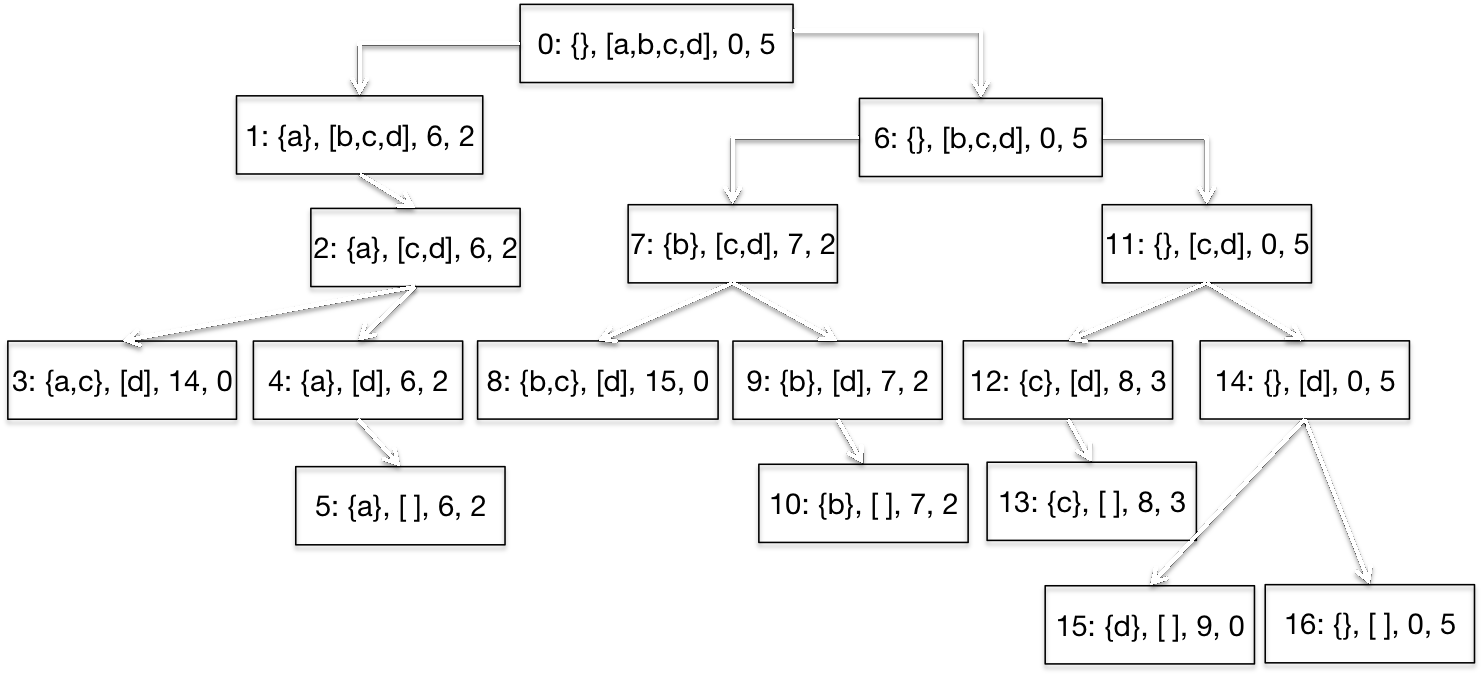 0: {}, [a,b,c,d], 0, 5
1: {a}, [b,c,d], 6, 2
6: {}, [b,c,d], 0, 5
2: {a}, [c,d], 6, 2
7: {b}, [c,d], 7, 2
11: {}, [c,d], 0, 5
3: {a,c}, [d], 14, 0
4: {a}, [d], 6, 2
8: {b,c}, [d], 15, 0
9: {b}, [d], 7, 2
12: {c}, [d], 8, 3
14: {}, [d], 0, 5
5: {a}, [ ], 6, 2
10: {b}, [ ], 7, 2
13: {c}, [ ], 8, 3
15: {d}, [ ], 9, 0
16: {}, [ ], 0, 5